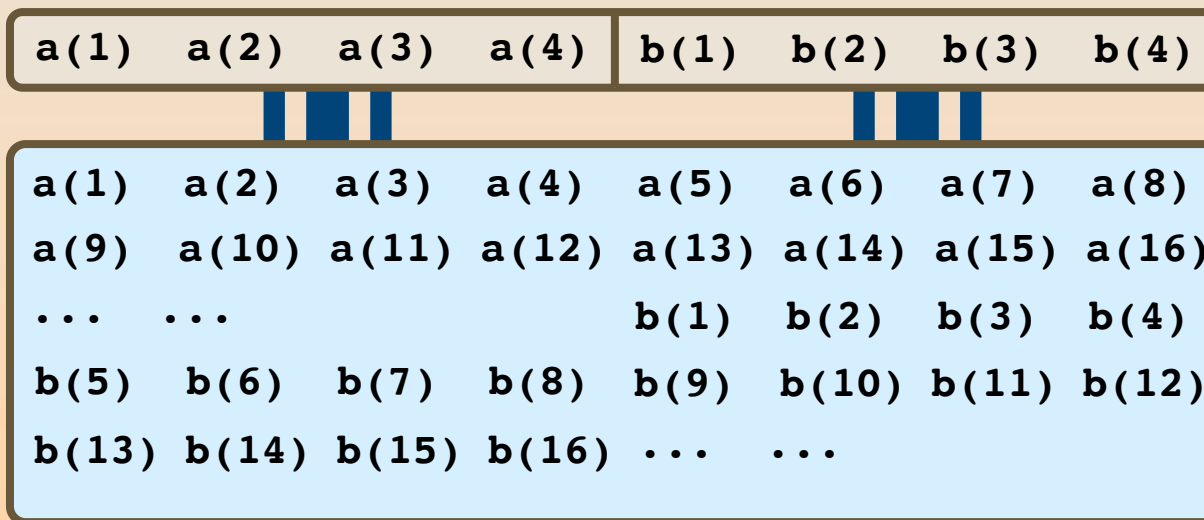 a(1) a(2) a(3) a(4) b(1) b(2) b(3) b(4)
a(1) a(2) a(3) a(4) a(5) a(6) a(7) a(8)
a(9) a(10) a(11) a(12) a(13) a(14) a(15) a(16)
... ... b(1) b(2) b(3) b(4)
b(5) b(6) b(7) b(8) b(9) b(10) b(11) b(12)
b(13) b(14) b(15) b(16) ... ...